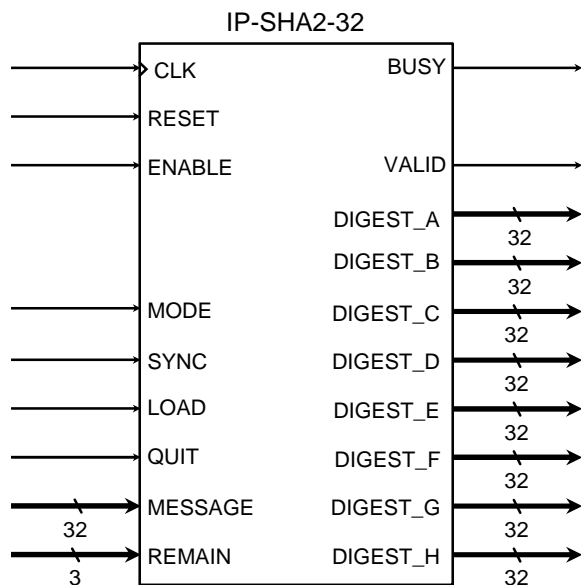 IP-SHA2-32
CLK BUSY
RESET
ENABLE VALID
DIGEST_A
32
DIGEST_B
32
MODE DIGEST_C
32
SYNC DIGEST_D
32
LOAD DIGEST_E
32
QUIT DIGEST_F
32
MESSAGE DIGEST_G
32 32
REMAIN DIGEST_H
3 32